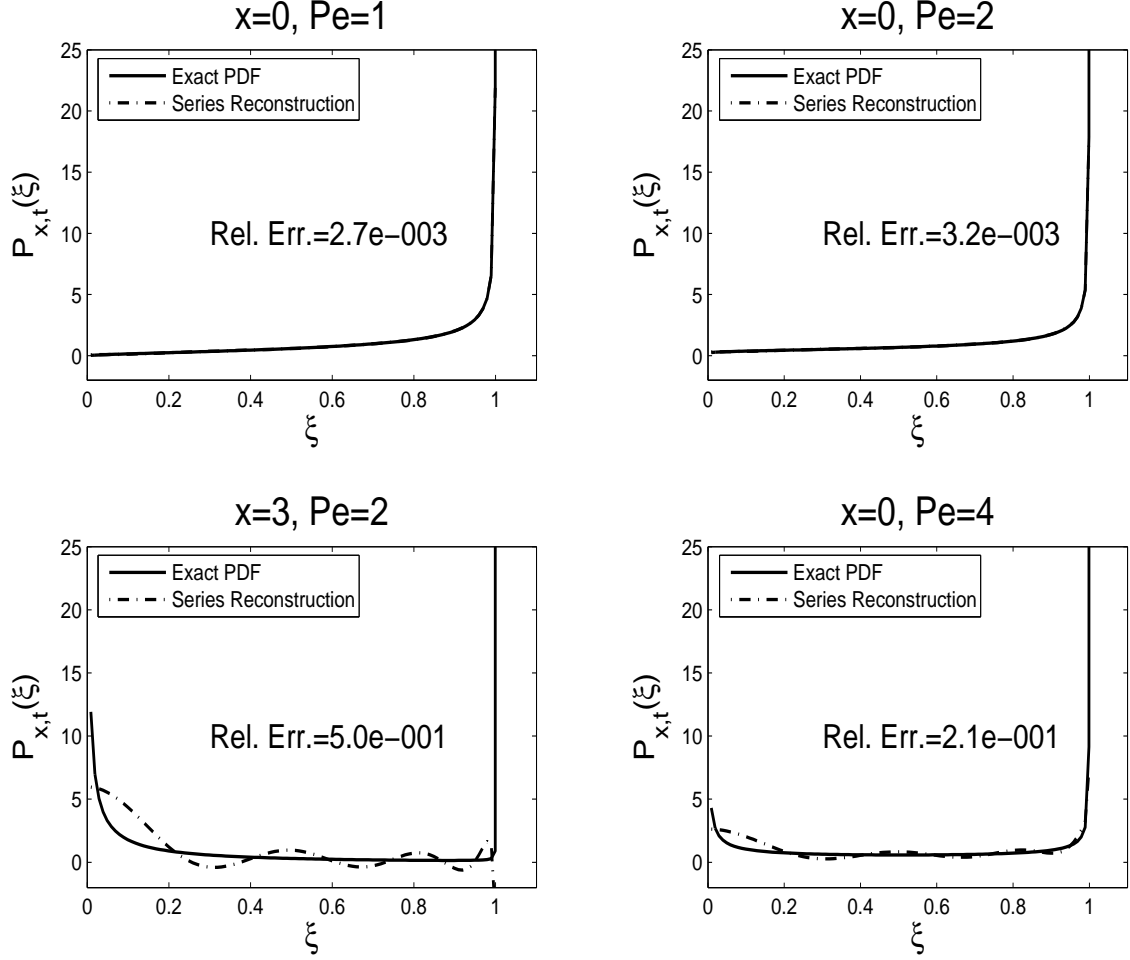 x=0, Pe=1
25
20
15
10
5
0
P_{x,t}(ξ)
Exact PDF
Series Reconstruction
Rel. Err.=2.7e−003
0 0.2 0.4 0.6 0.8 1
ξ
x=0, Pe=2
25
20
15
10
5
0
P_{x,t}(ξ)
Exact PDF
Series Reconstruction
Rel. Err.=3.2e−003
0 0.2 0.4 0.6 0.8 1
ξ
x=3, Pe=2
25
20
15
10
5
0
P_{x,t}(ξ)
Exact PDF
Series Reconstruction
Rel. Err.=5.0e−001
0 0.2 0.4 0.6 0.8 1
ξ
x=0, Pe=4
25
20
15
10
5
0
P_{x,t}(ξ)
Exact PDF
Series Reconstruction
Rel. Err.=2.1e−001
0 0.2 0.4 0.6 0.8 1
ξ